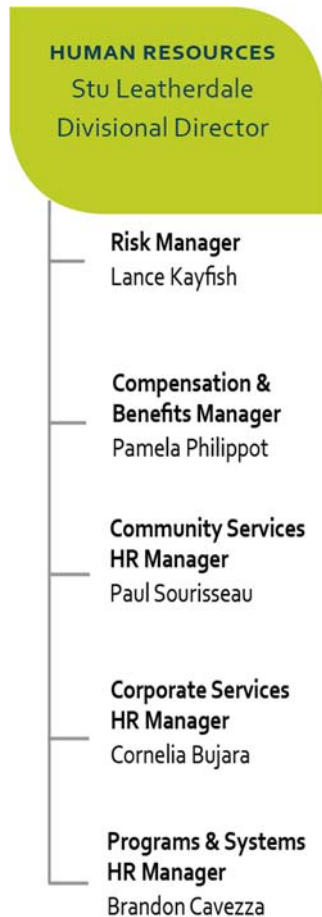 HUMAN RESOURCES
Stu Leatherdale
Divisional Director
Risk Manager
Lance Kayfish
Compensation &
Benefits Manager
Pamela Philippot
Community Services
HR Manager
Paul Sourisseau
Corporate Services
HR Manager
Cornelia Bujara
Programs & Systems
HR Manager
Brandon Cavezza